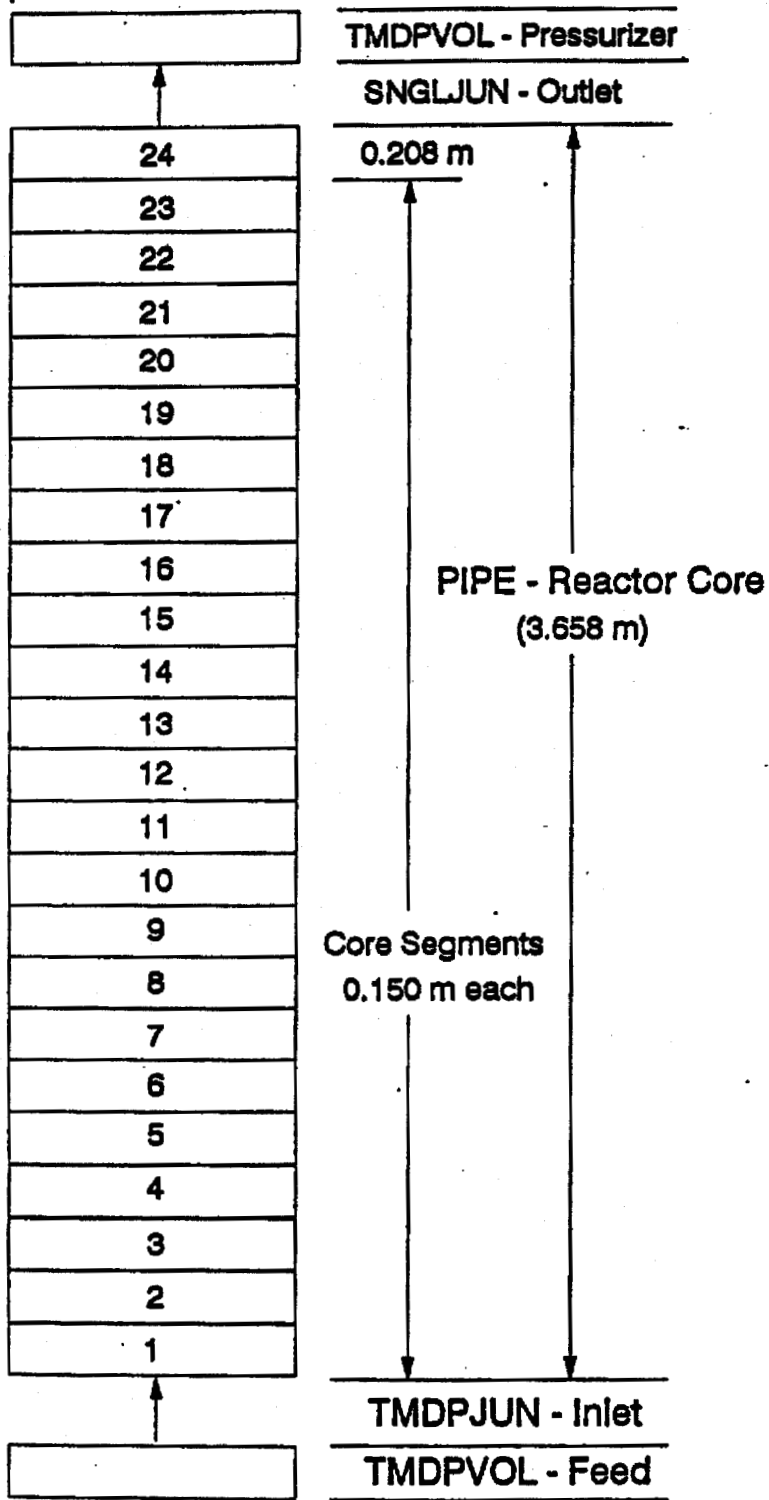 TMDPVOL - Pressurizer
SNGLJUN - Outlet
24
0.208 m
23
22
21
20
19
18
17
16
PIPE - Reactor Core
(3.658 m)
15
14
13
12
11
10
9
Core Segments
0.150 m each
8
7
6
5
4
3
2
1
TMDPJUN - Inlet
TMDPVOL - Feed